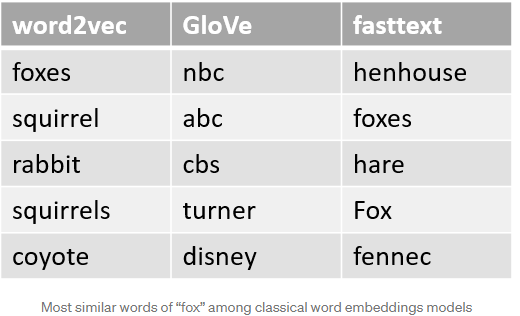 word2vec GloVe fasttext
foxes nbc henhouse
squirrel abc foxes
rabbit cbs hare
squirrels turner Fox
coyote disney fennec
Most similar words of “fox” among classical word embeddings models